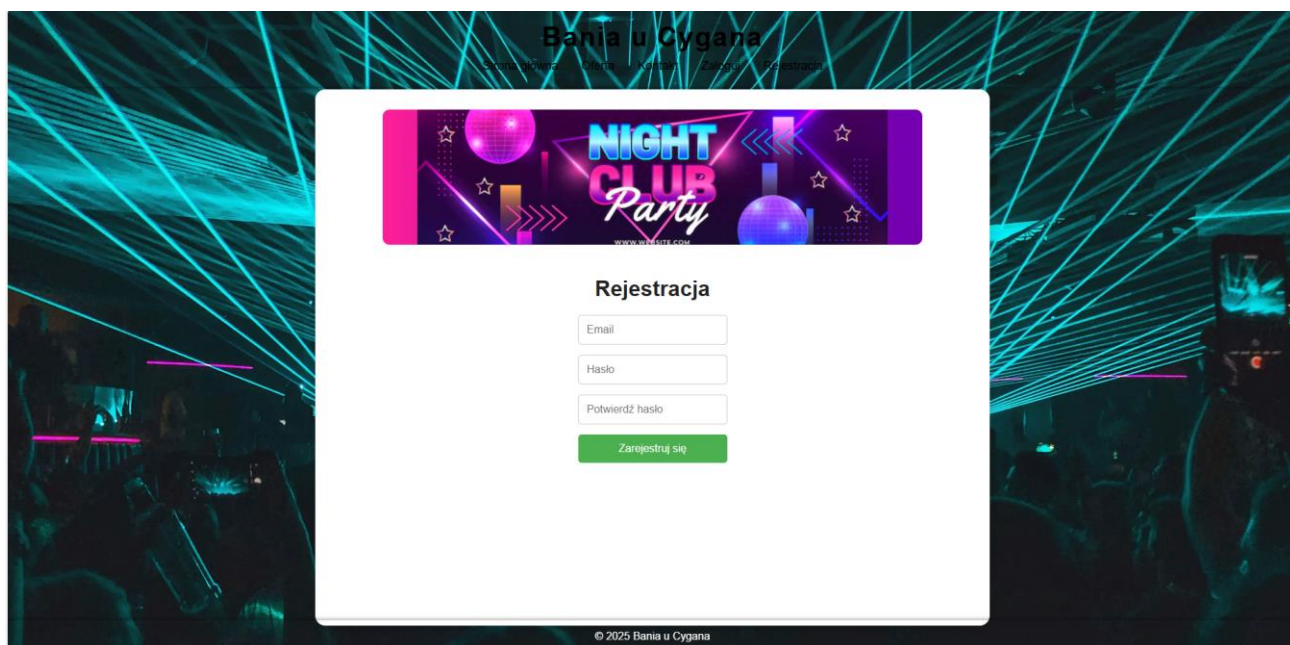 Bania u Cygana
Strona główna Oferta Kontakt Zaloguj Rejestracja
NIGHT
CLUB
Party
WWW.WEBSITE.COM
Rejestracja
Email
Hasło
Potwierdź hasło
Zarejestruj się
© 2025 Bania u Cygana